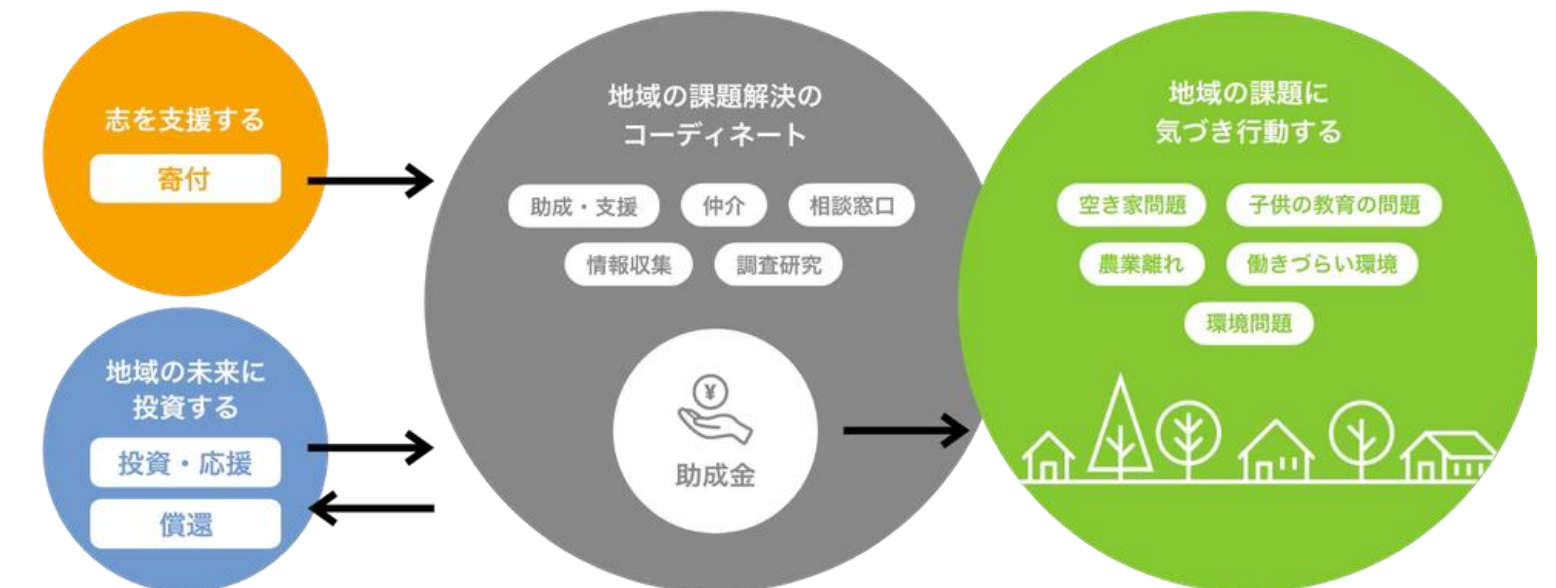 志を支援する
寄付
地域の未来に
投資する
投資・応援
償還
地域の課題解決の
コーディネート
助成・支援
仲介
相談窓口
情報収集
調査研究
¥
助成金
地域の課題に
気づき行動する
空き家問題
子供の教育の問題
農業離れ
働きづらい環境
環境問題